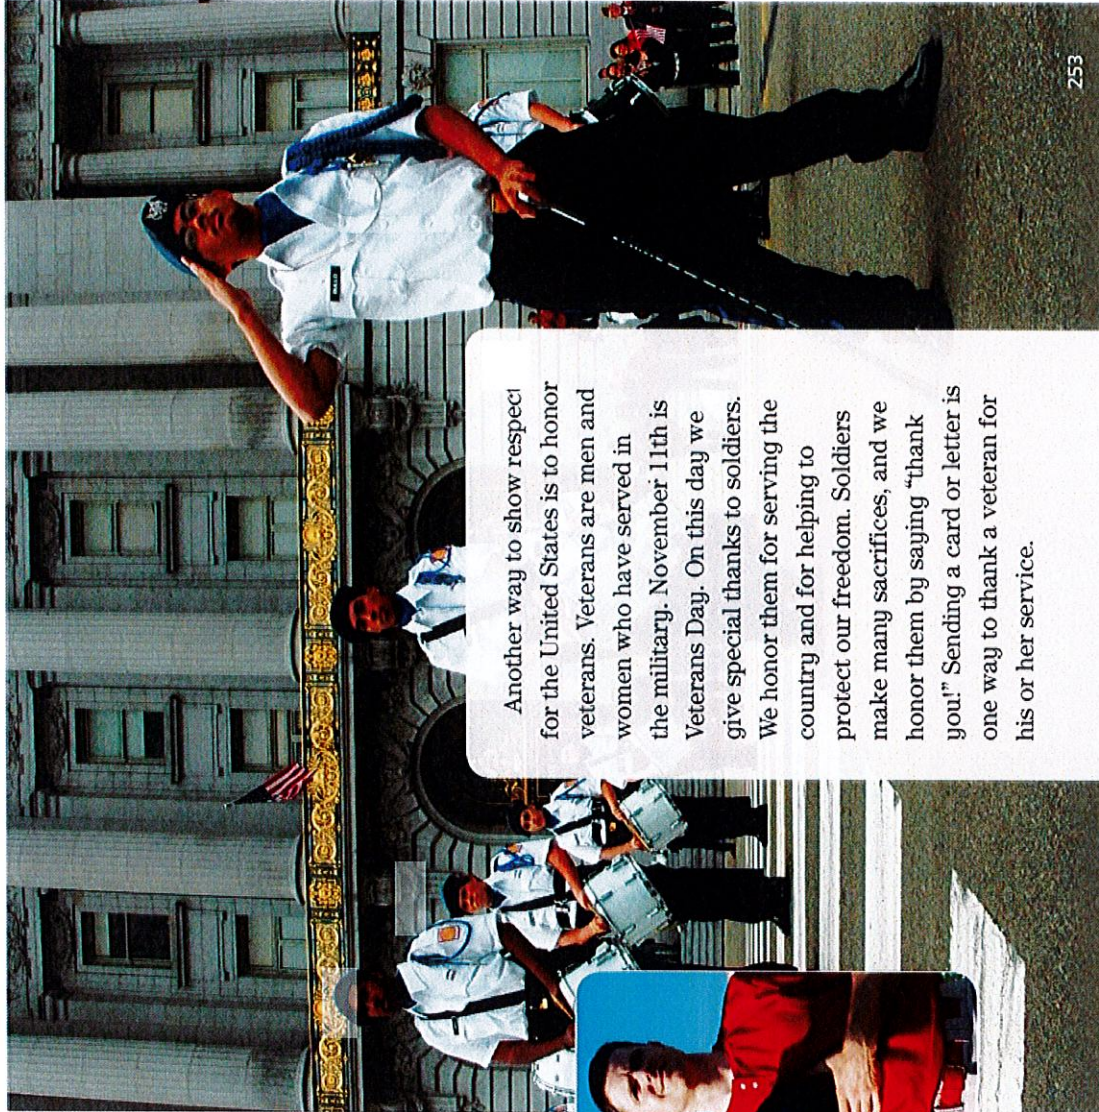 Another way to show respect
for the United States is to honor
veterans. Veterans are men and
women who have served in
the military. November 11th is
Veterans Day. On this day we
give special thanks to soldiers.
We honor them for serving the
country and for helping to
protect our freedom. Soldiers
make many sacrifices, and we
honor them by saying “thank
you!” Sending a card or letter is
one way to thank a veteran for
his or her service.
253